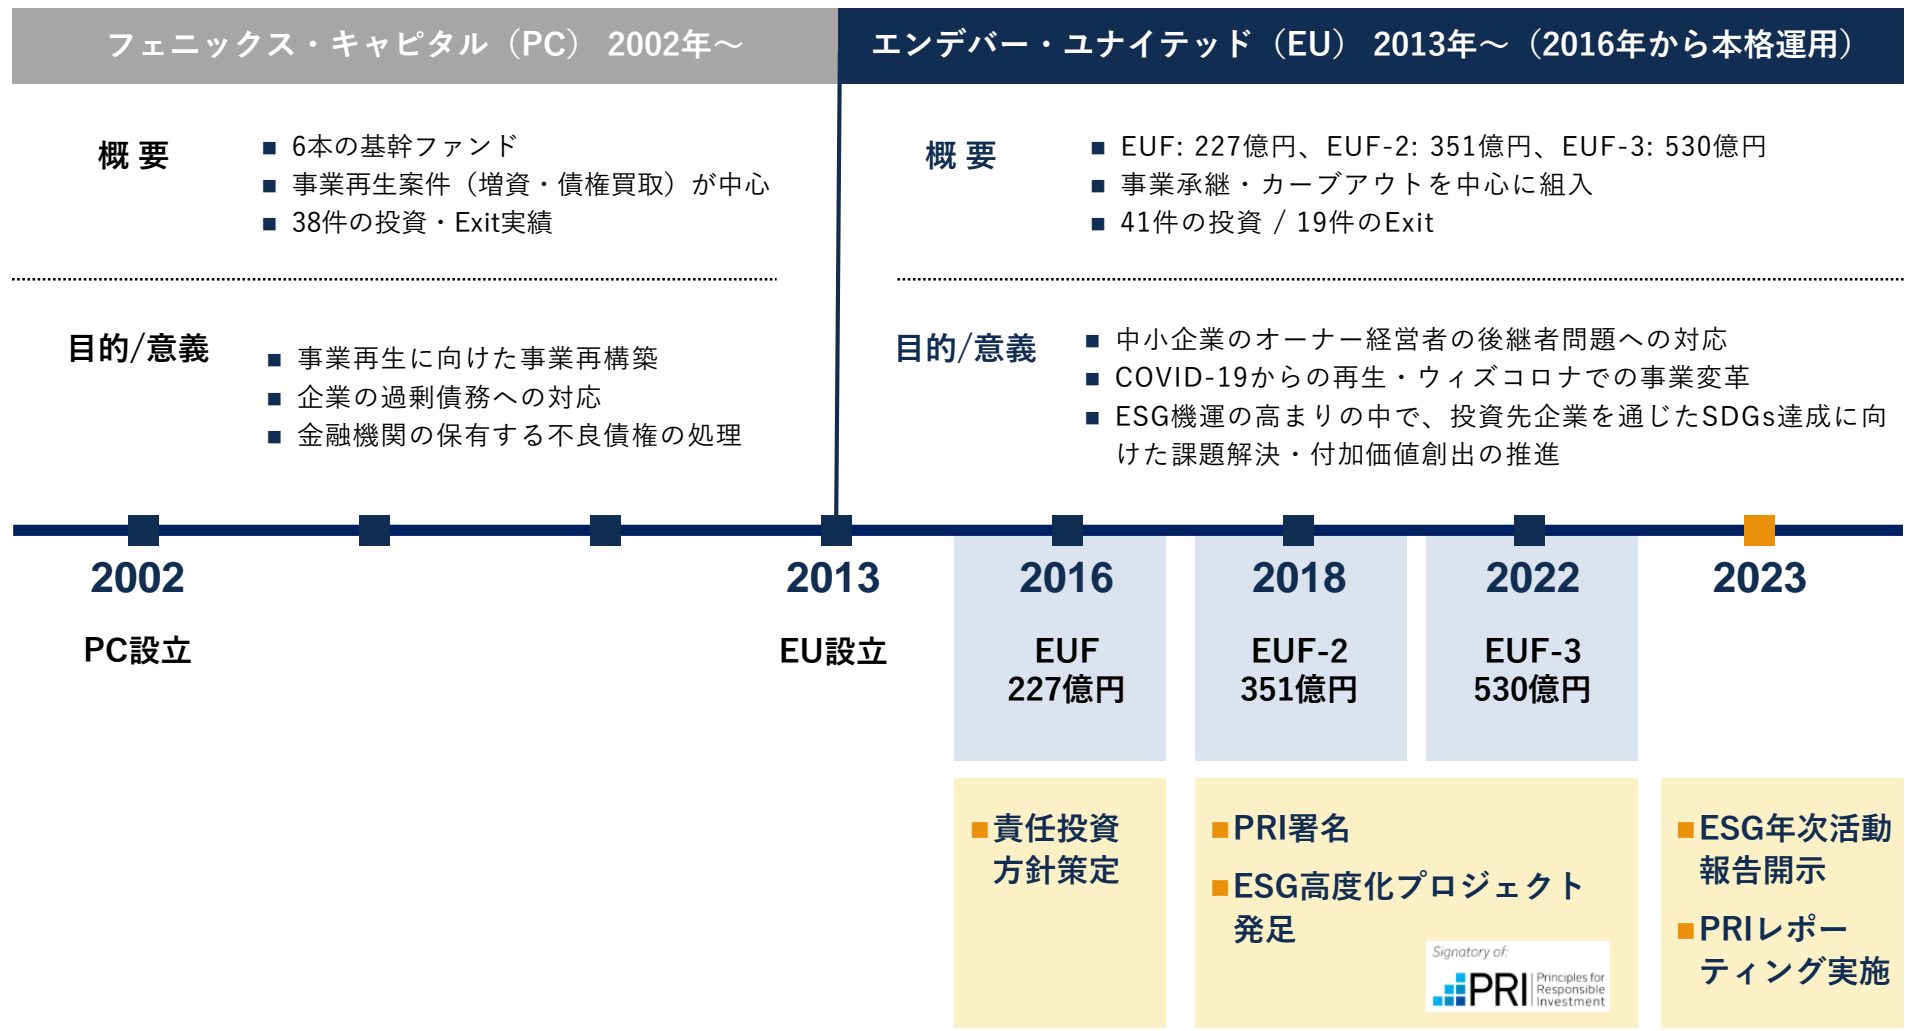 フェニックス・キャピタル（PC） 2002年～
概 要
■ 6本の基幹ファンド
■ 事業再生案件（増資・債権買取）が中心
■ 38件の投資・Exit実績
目的/意義
■ 事業再生に向けた事業再構築
■ 企業の過剰債務への対応
■ 金融機関の保有する不良債権の処理
エンデバー・ユナイテッド（EU） 2013年～（2016年から本格運用）
概 要
■ EUF: 227億円、EUF-2: 351億円、EUF-3: 530億円
■ 事業承継・カーブアウトを中心に組入
■ 41件の投資 / 19件のExit
目的/意義
■ 中小企業のオーナー経営者の後継者問題への対応
■ COVID-19からの再生・ウィズコロナでの事業変革
■ ESG機運の高まりの中で、投資先企業を通じたSDGs達成に向
けた課題解決・付加価値創出の推進
2002
PC設立
2013
EU設立
2016
EUF
227億円
2018
EUF-2
351億円
2022
EUF-3
530億円
2023
■責任投資
方針策定
■PRI署名
■ESG高度化プロジェクト
発足
Signatory of:
PRI
Principles for
Responsible
Investment
■ESG年次活動
報告開示
■PRIレポー
ティング実施